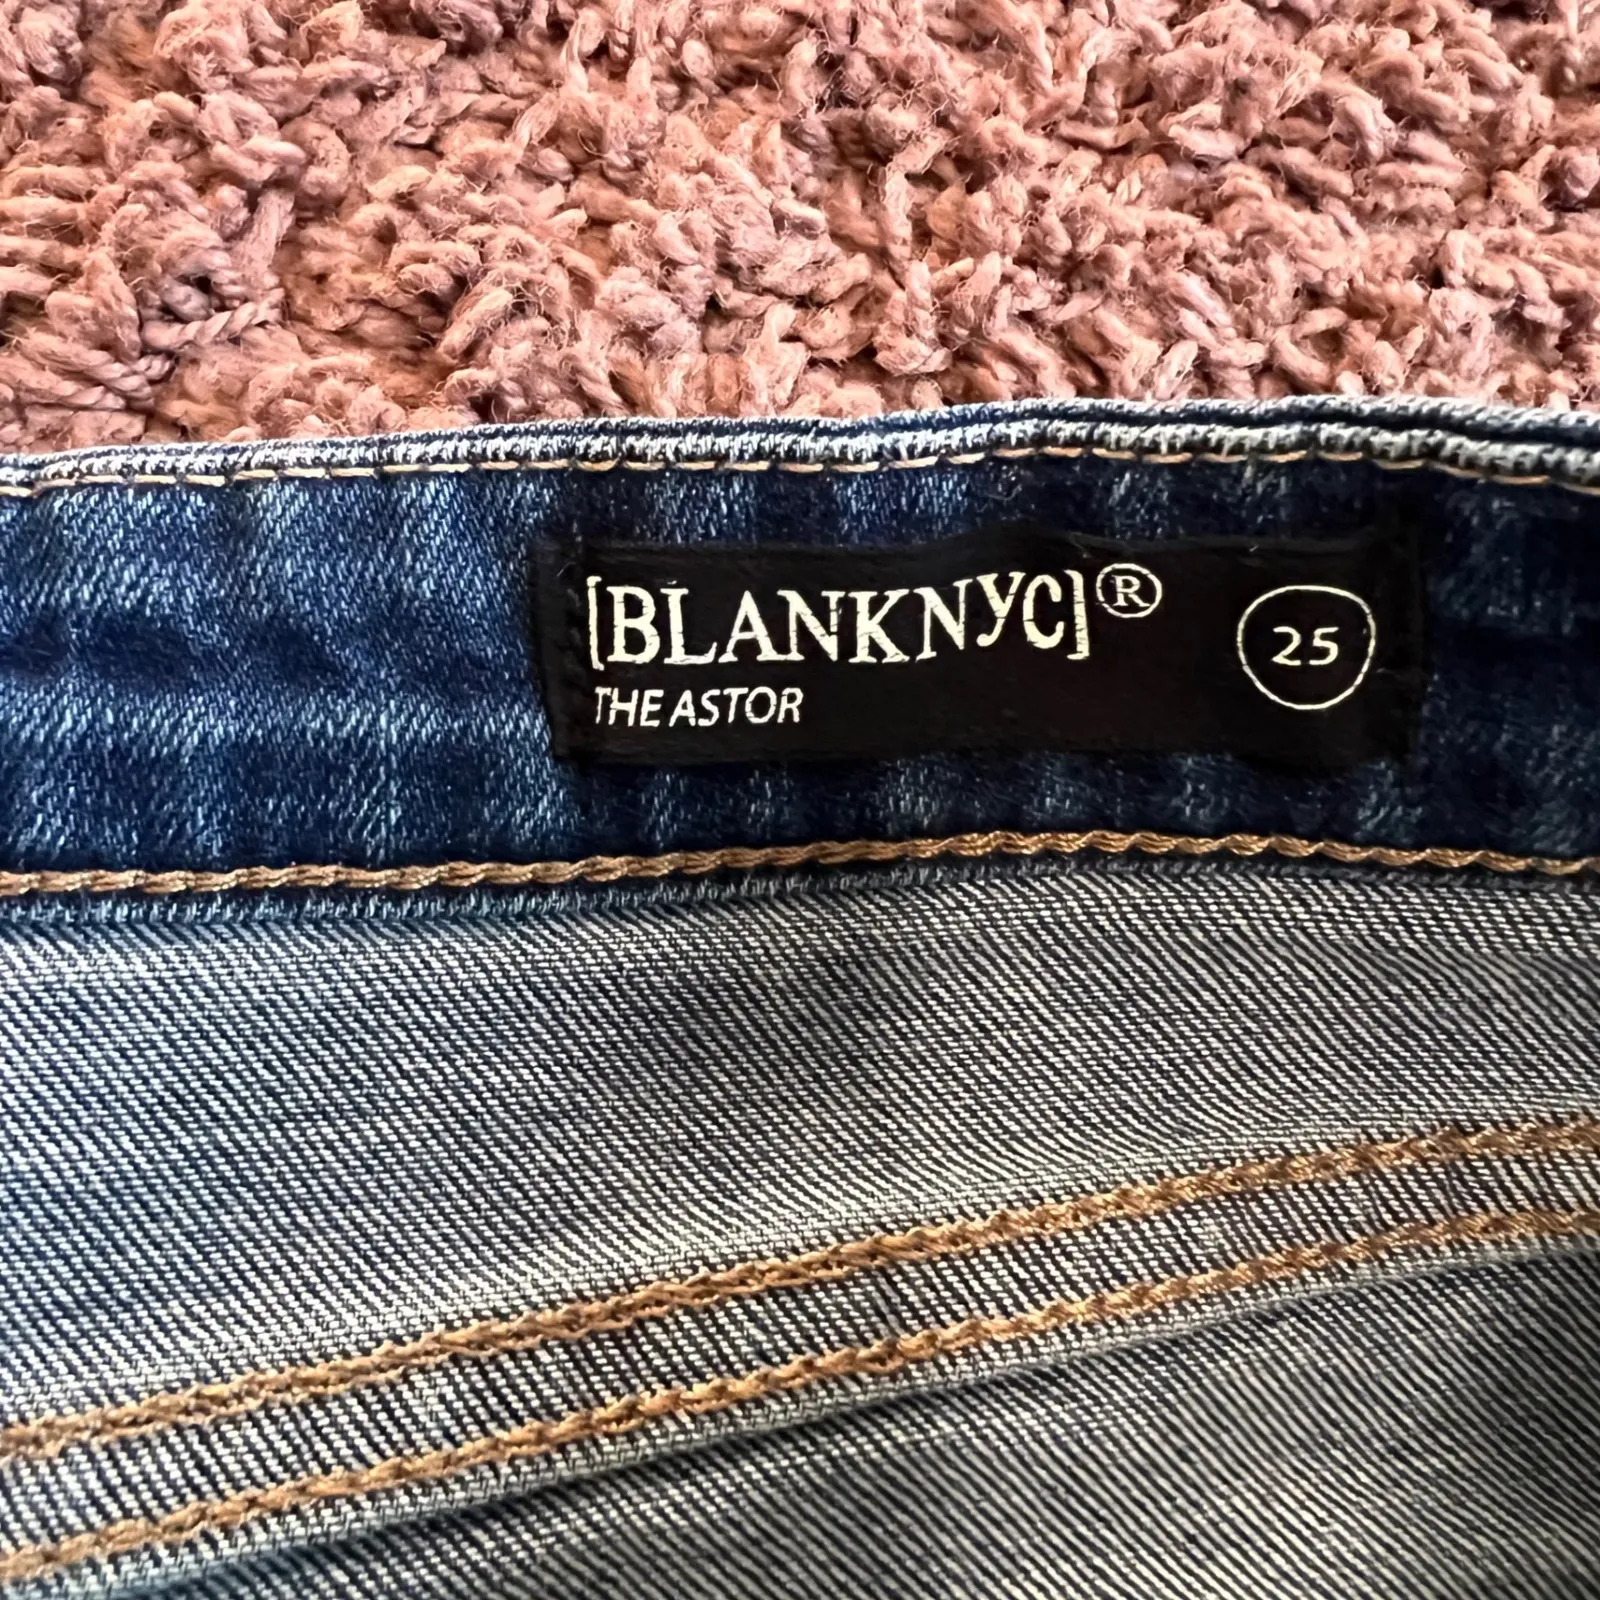 [BLANKNYC]® 25
THE ASTOR